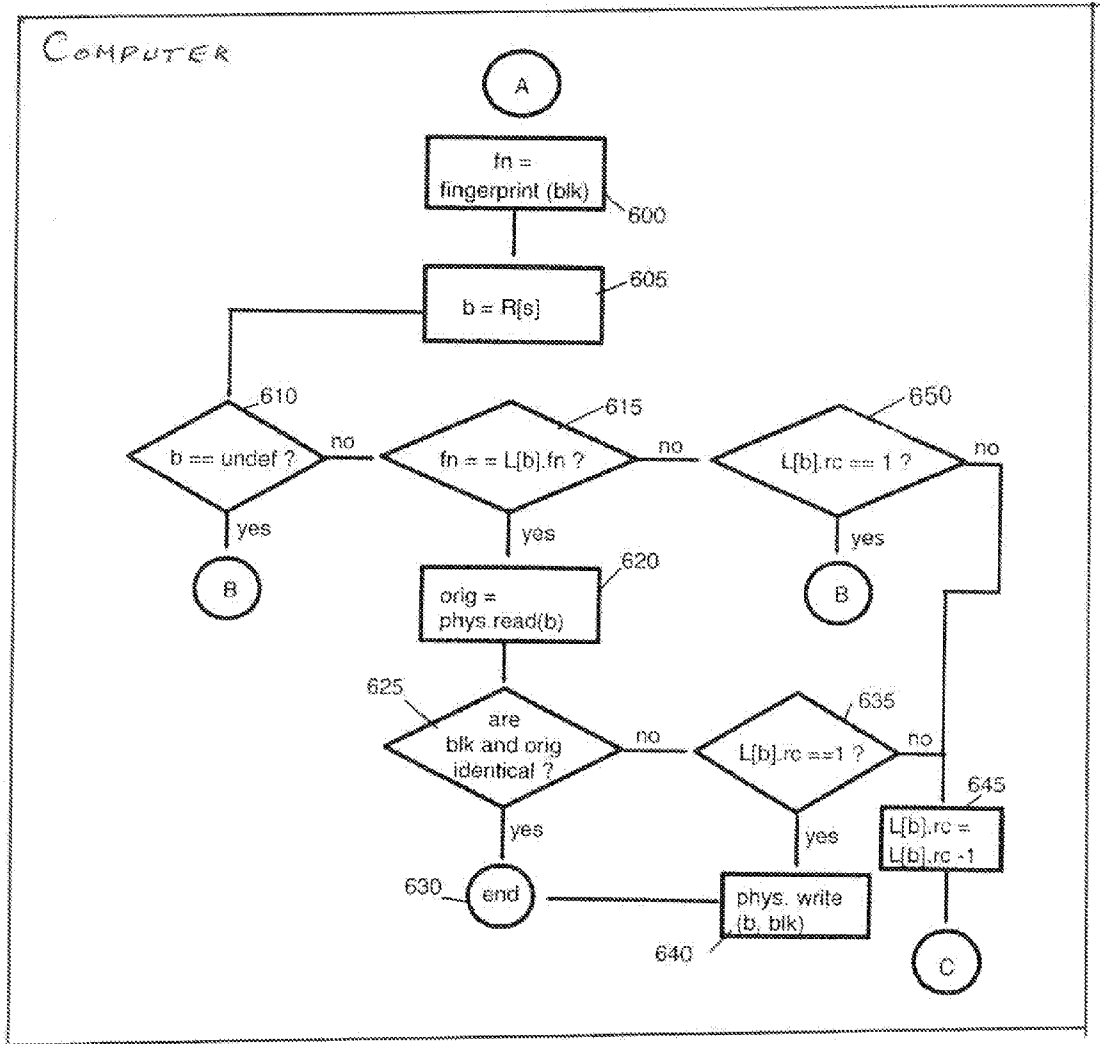 COMPUTER
A
fn =
fingerprint (blk)
600
605
b = R[s]
610
615
650
b == undef ?
no
fn = = L[b].fn ?
no
L[b].rc == 1 ?
no
yes
yes
yes
B
B
620
orig =
phys.read(b)
625
635
are
blk and orig
identical ?
no
L[b].rc ==1 ?
no
645
yes
yes
L[b].rc =
L[b].rc -1
630
end
phys. write
(b, blk)
640
C